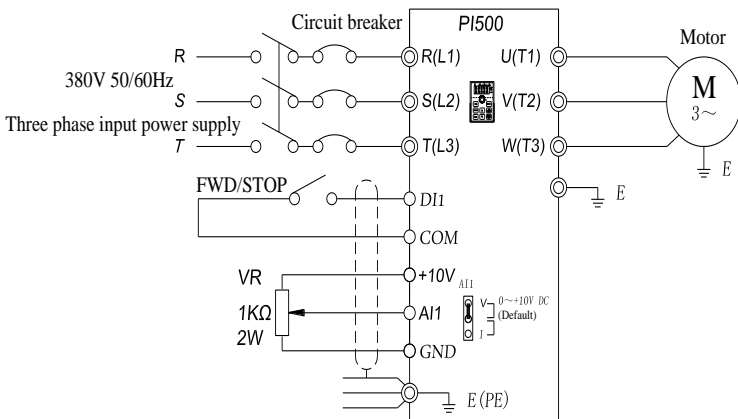 Circuit breaker
PI500
R
R(L1)
U(T1)
Motor
380V 50/60Hz
S
S(L2)
V(T2)
M
3~
Three phase input power supply
T
T(L3)
W(T3)
E
FWD/STOP
DI1
E
COM
VR
+10V
AI1
1KΩ
2W
AI1
V
0～+10V DC
(Default)
I
GND
E(PE)